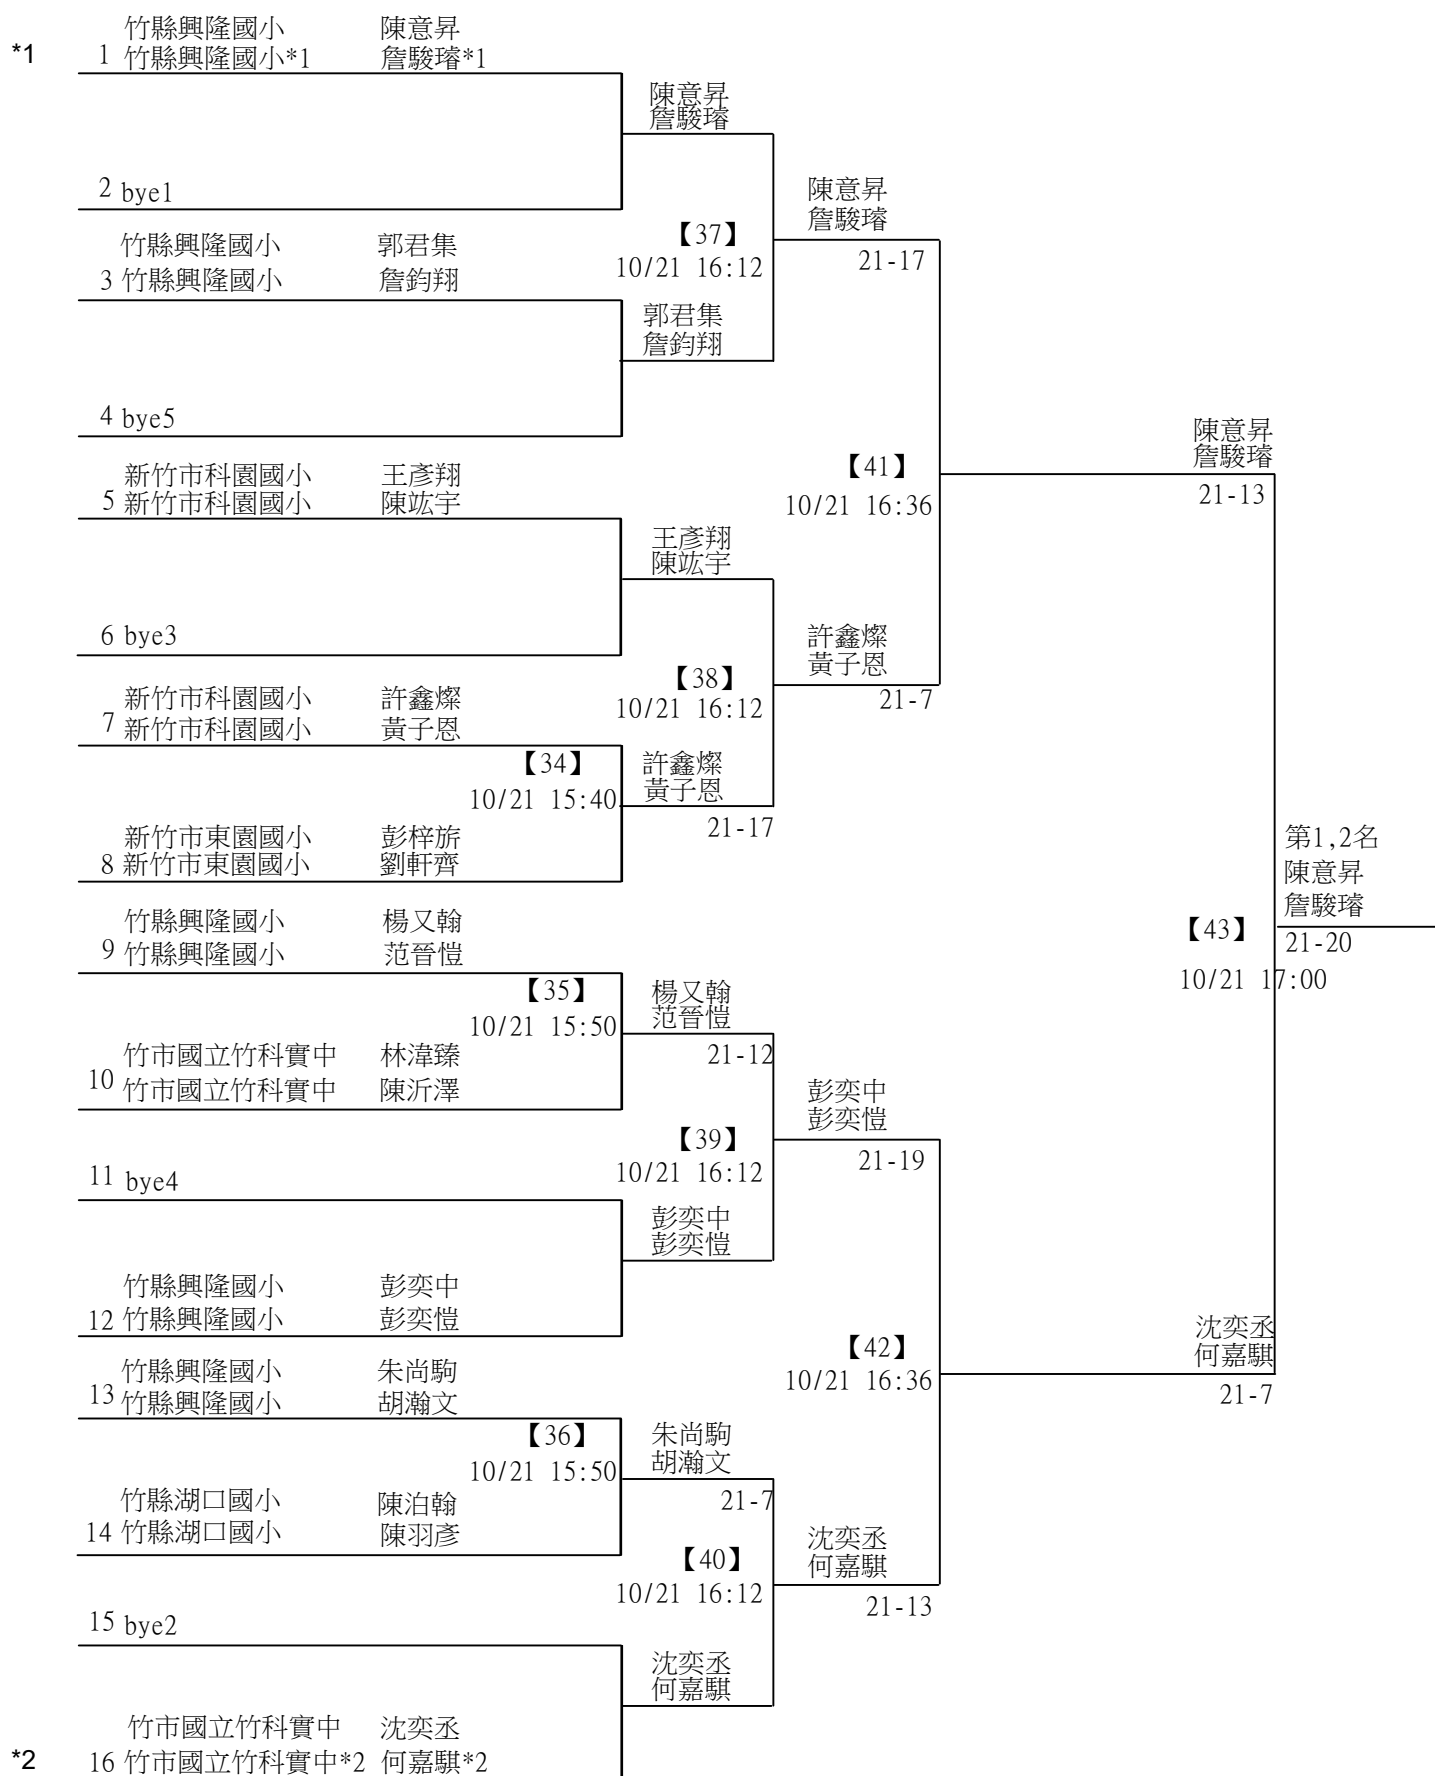 竹縣興隆國小 陳意昇
*1 1 竹縣興隆國小*1 詹駿璿*1
陳意昇
詹駿璿
2 bye1
陳意昇
詹駿璿
【37】
10/21 16:12
21-17
竹縣興隆國小 郭君集
3 竹縣興隆國小 詹鈞翔
郭君集
詹鈞翔
4 bye5
陳意昇
詹駿璿
【41】
10/21 16:36
21-13
新竹市科園國小 王彥翔
5 新竹市科園國小 陳竑宇
王彥翔
陳竑宇
6 bye3
許鑫燦
黃子恩
【38】
10/21 16:12
21-7
新竹市科園國小 許鑫燦
7 新竹市科園國小 黃子恩
【34】
10/21 15:40
許鑫燦
黃子恩
21-17
新竹市東園國小 彭梓旂
8 新竹市東園國小 劉軒齊
第1,2名
陳意昇
詹駿璿
【43】
21-20
10/21 17:00
竹縣興隆國小 楊又翰
9 竹縣興隆國小 范晉愷
【35】
10/21 15:50
楊又翰
范晉愷
21-12
竹市國立竹科實中 林湋臻
10 竹市國立竹科實中 陳沂澤
彭奕中
彭奕愷
【39】
10/21 16:12
21-19
11 bye4
彭奕中
彭奕愷
竹縣興隆國小 彭奕中
12 竹縣興隆國小 彭奕愷
沈奕丞
何嘉騏
【42】
10/21 16:36
21-7
竹縣興隆國小 朱尚駒
13 竹縣興隆國小 胡瀚文
【36】
10/21 15:50
朱尚駒
胡瀚文
21-7
竹縣湖口國小 陳泊翰
14 竹縣湖口國小 陳羽彥
沈奕丞
何嘉騏
【40】
10/21 16:12
21-13
15 bye2
沈奕丞
何嘉騏
竹市國立竹科實中 沈奕丞
*2 16 竹市國立竹科實中*2 何嘉騏*2